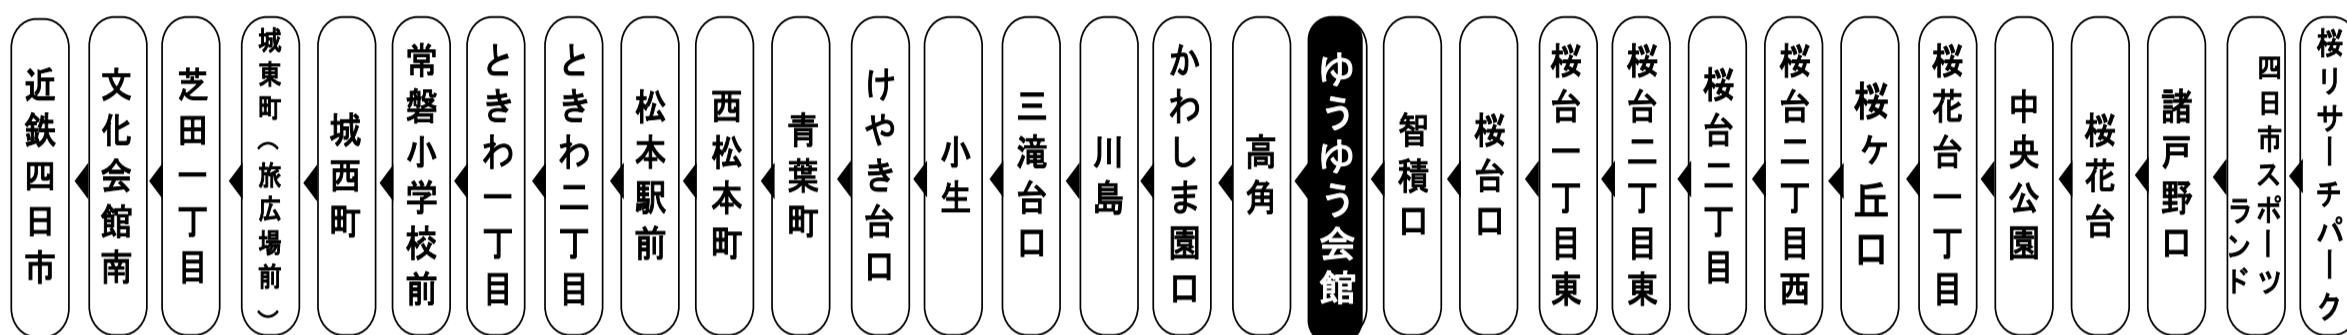 桜リサーチパーク
四日市スポーツ
ランド
諸戸野口
桜花台
中央公園
桜花台一丁目
桜ケ丘口
桜台二丁目西
桜台二丁目
桜台二丁目東
桜台一丁目東
桜台口
智積口
ゆうゆう会館
高角
かわしま園口
川島
三滝台口
小生
けやき台口
青葉町
西松本町
松本駅前
ときわ二丁目
ときわ一丁目
常磐小学校前
城西町
城東町（旅広場前）
芝田一丁目
文化会館南
近鉄四日市